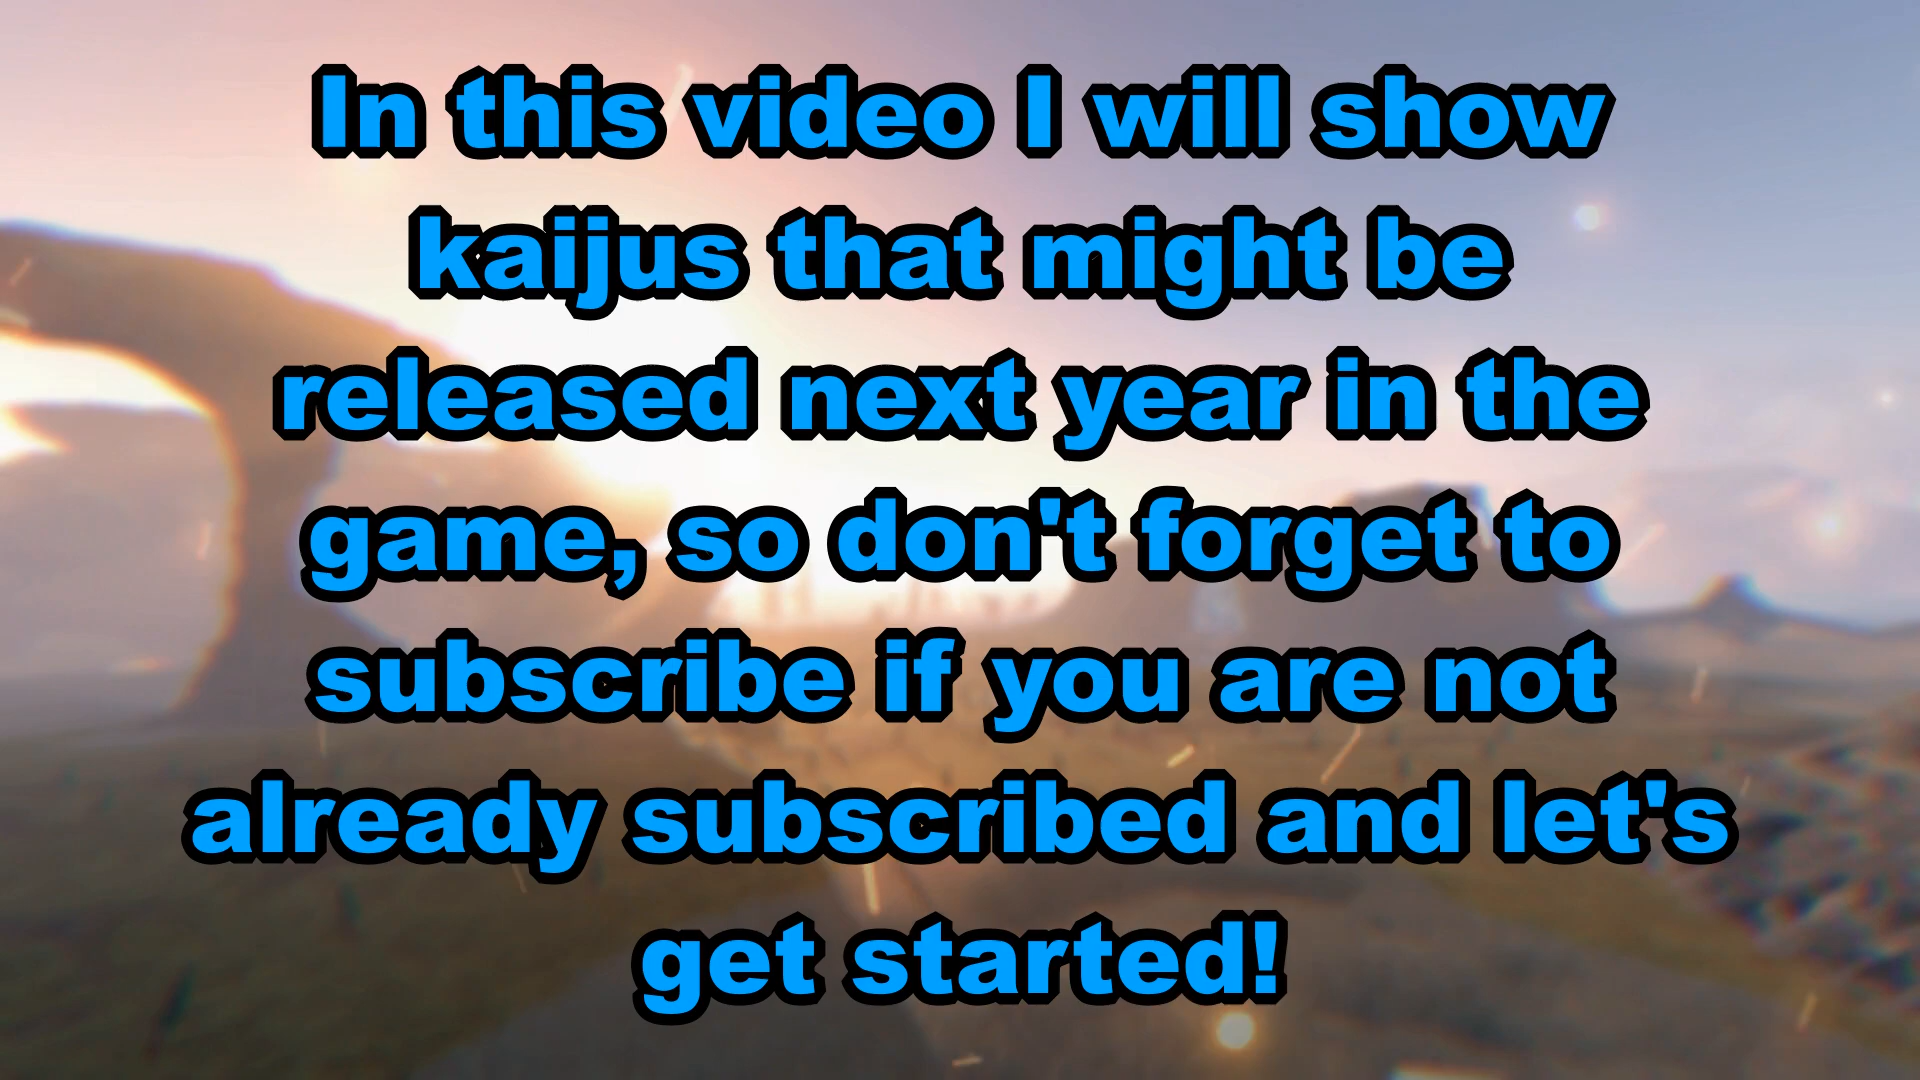 In this video I will show
kaijus that might be
released next year in the
game, so don't forget to
subscribe if you are not
already subscribed and let's
get started!